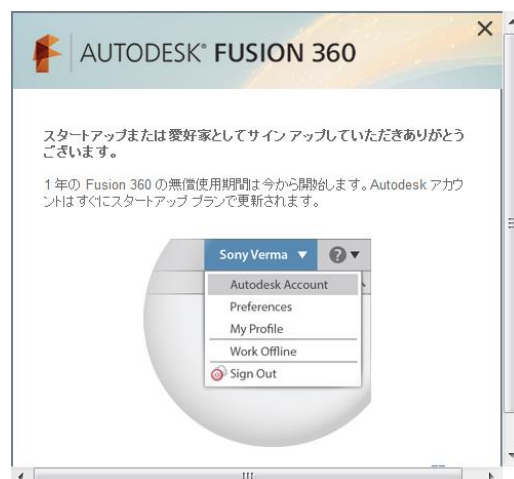 AUTODESK® FUSION 360
スタートアップまたは愛好家としてサイン アップしていただきありがとう
ございます。
1 年の Fusion 360 の無償使用期間は今から開始します。Autodesk アカウ
ントはすぐにスタートアップ プランで更新されます。
Sony Verma
Autodesk Account
Preferences
My Profile
Work Offline
Sign Out